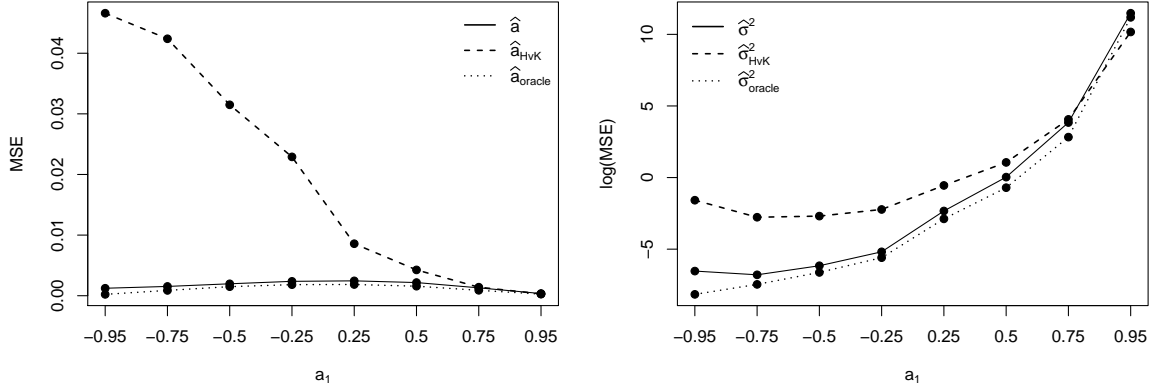 MSE
0.00 0.01 0.02 0.03 0.04
â
â_HvK
â_oracle
−0.95 −0.75 −0.5 −0.25 0.25 0.5 0.75 0.95
a₁
log(MSE)
−5 0 5 10
σ̂²
σ̂²_HvK
σ̂²_oracle
−0.95 −0.75 −0.5 −0.25 0.25 0.5 0.75 0.95
a₁